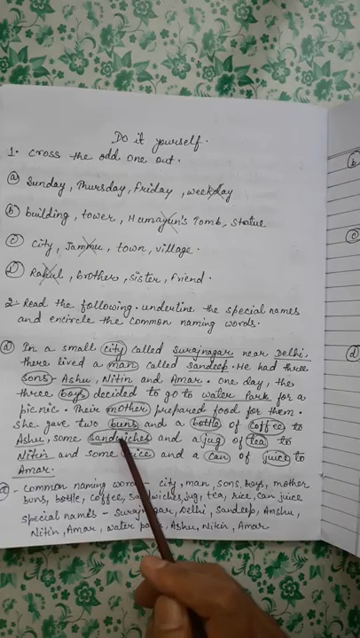 Do it yourself.
1. Cross the odd one out.
(a) Sunday, Thursday, Friday, weekday
(b) building, tower, Humayun's Tomb, statue
(c) city, Jammu, town, village.
(d) Rahul, brother, sister, friend.
2. Read the following. underline the special names
and encircle the common naming words.
(a) In a small city called Surajnagar near Delhi.
there lived a man called Sandeep. He had three
sons - Ashu, Nitin and Amar. one day, the
three boys decided to go to water Park for a
picnic. Their mother prepared food for them.
She gave two buns and a bottle of coffee to
Ashu, some sandwiches and a jug of tea to
Nitin and some rice and a can of juice to
Amar.
common naming words - city, man, sons, boys, mother
buns, bottle, coffee, sandwiches, jug, tea, rice, can juice
special names - Surajnagar, Delhi, Sandeep, Anshu,
Nitin, Amar, water park, Ashu, Nitin, Amar
(b)
(c)
(d)